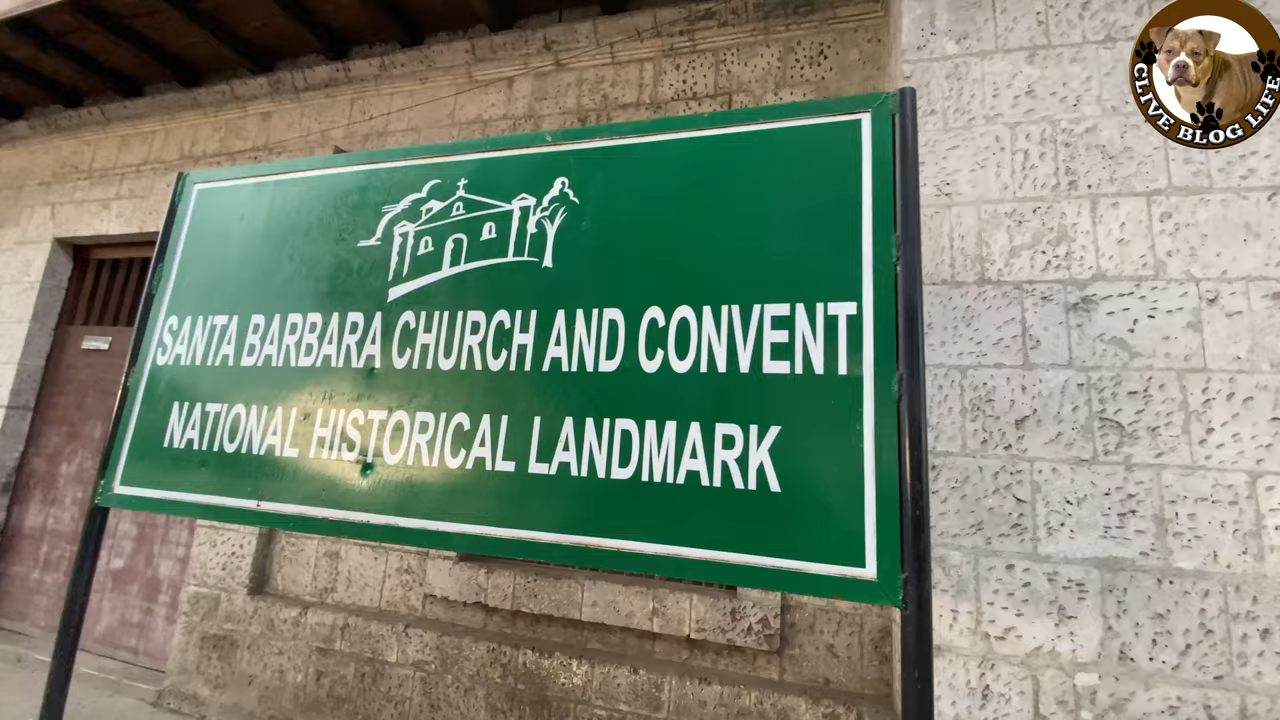 SANTA BARBARA CHURCH AND CONVENT
NATIONAL HISTORICAL LANDMARK
CLIVE BLOG LIFE